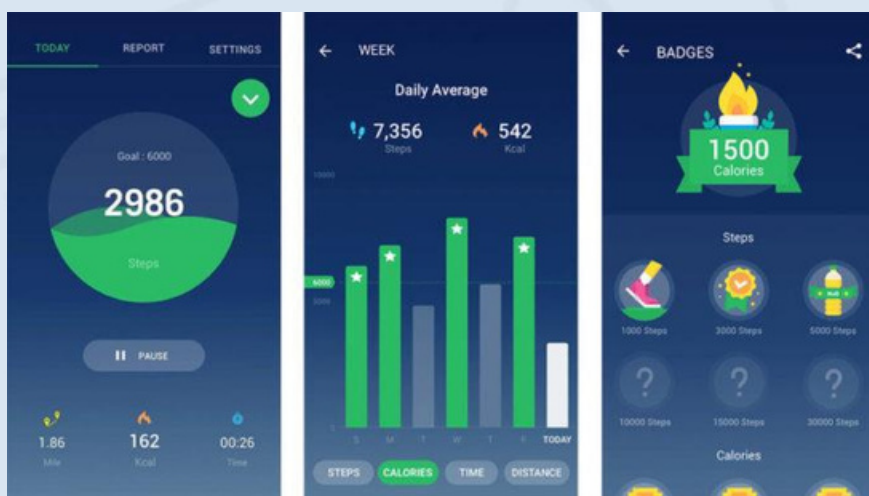 TODAY REPORT SETTINGS
Goal : 6000
2986
Steps
PAUSE
1.86 162 00:26
Mile Kcal Time
WEEK
Daily Average
7,356 542
Steps Kcal
10000
6000
5000
0
S M T W T F TODAY
STEPS CALORIES TIME DISTANCE
BADGES
1500
Calories
Steps
1000 Steps 3000 Steps 5000 Steps
? ? ?
10000 Steps 15000 Steps 30000 Steps
Calories